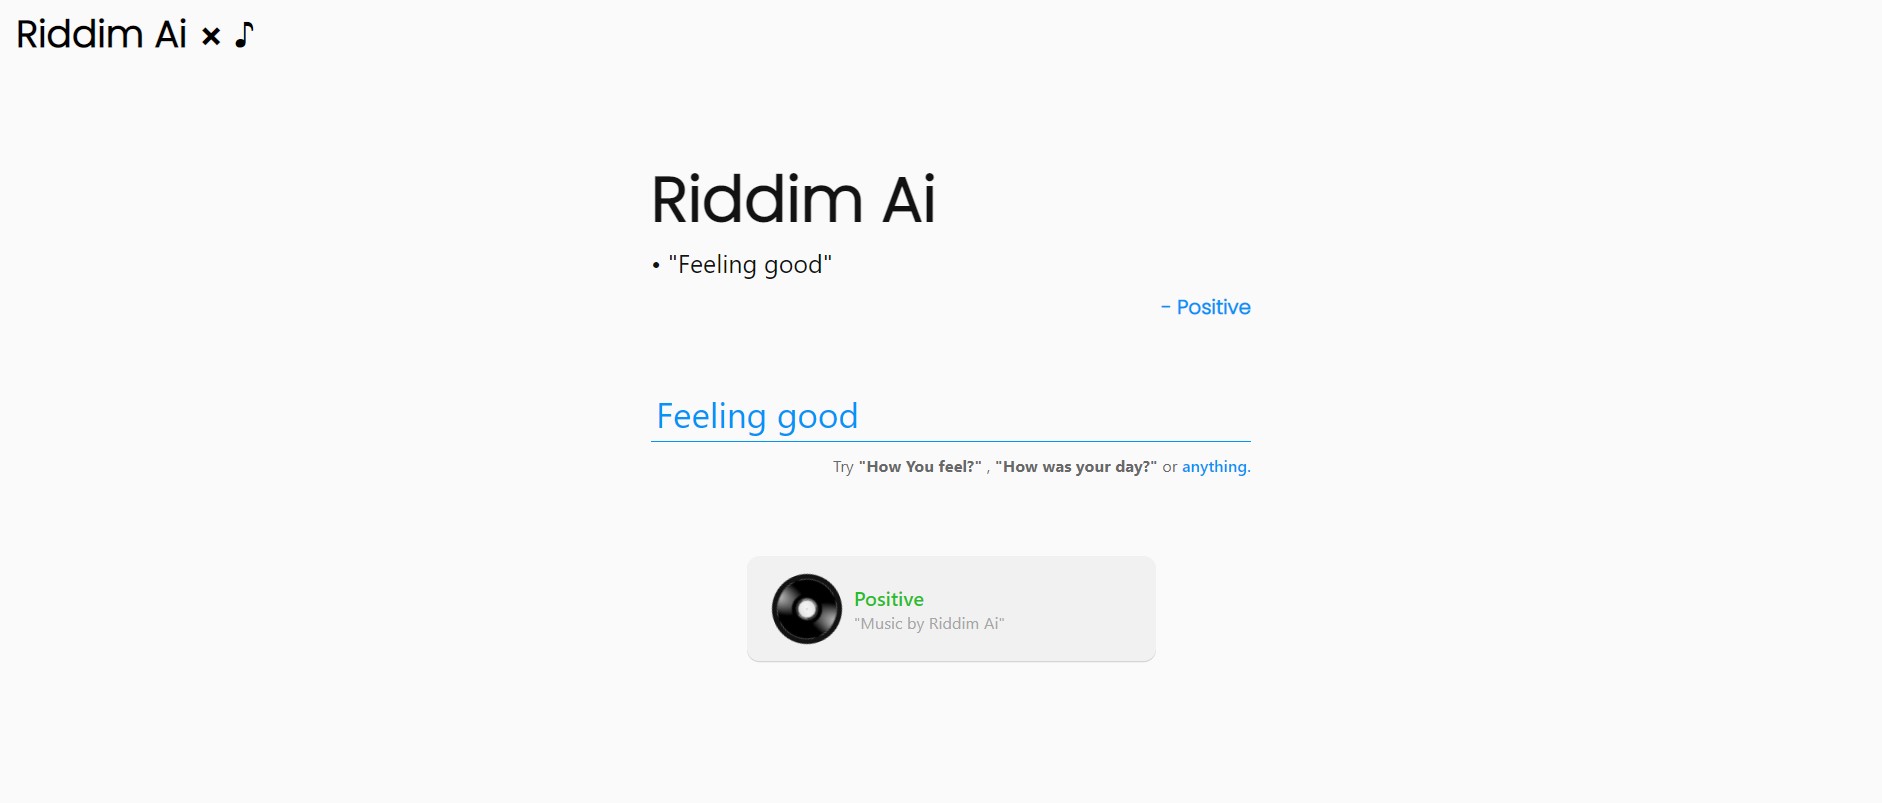 Riddim Ai × ♪
Riddim Ai
• "Feeling good"
- Positive
Feeling good
Try "How You feel?" , "How was your day?" or anything.
Positive
"Music by Riddim Ai"